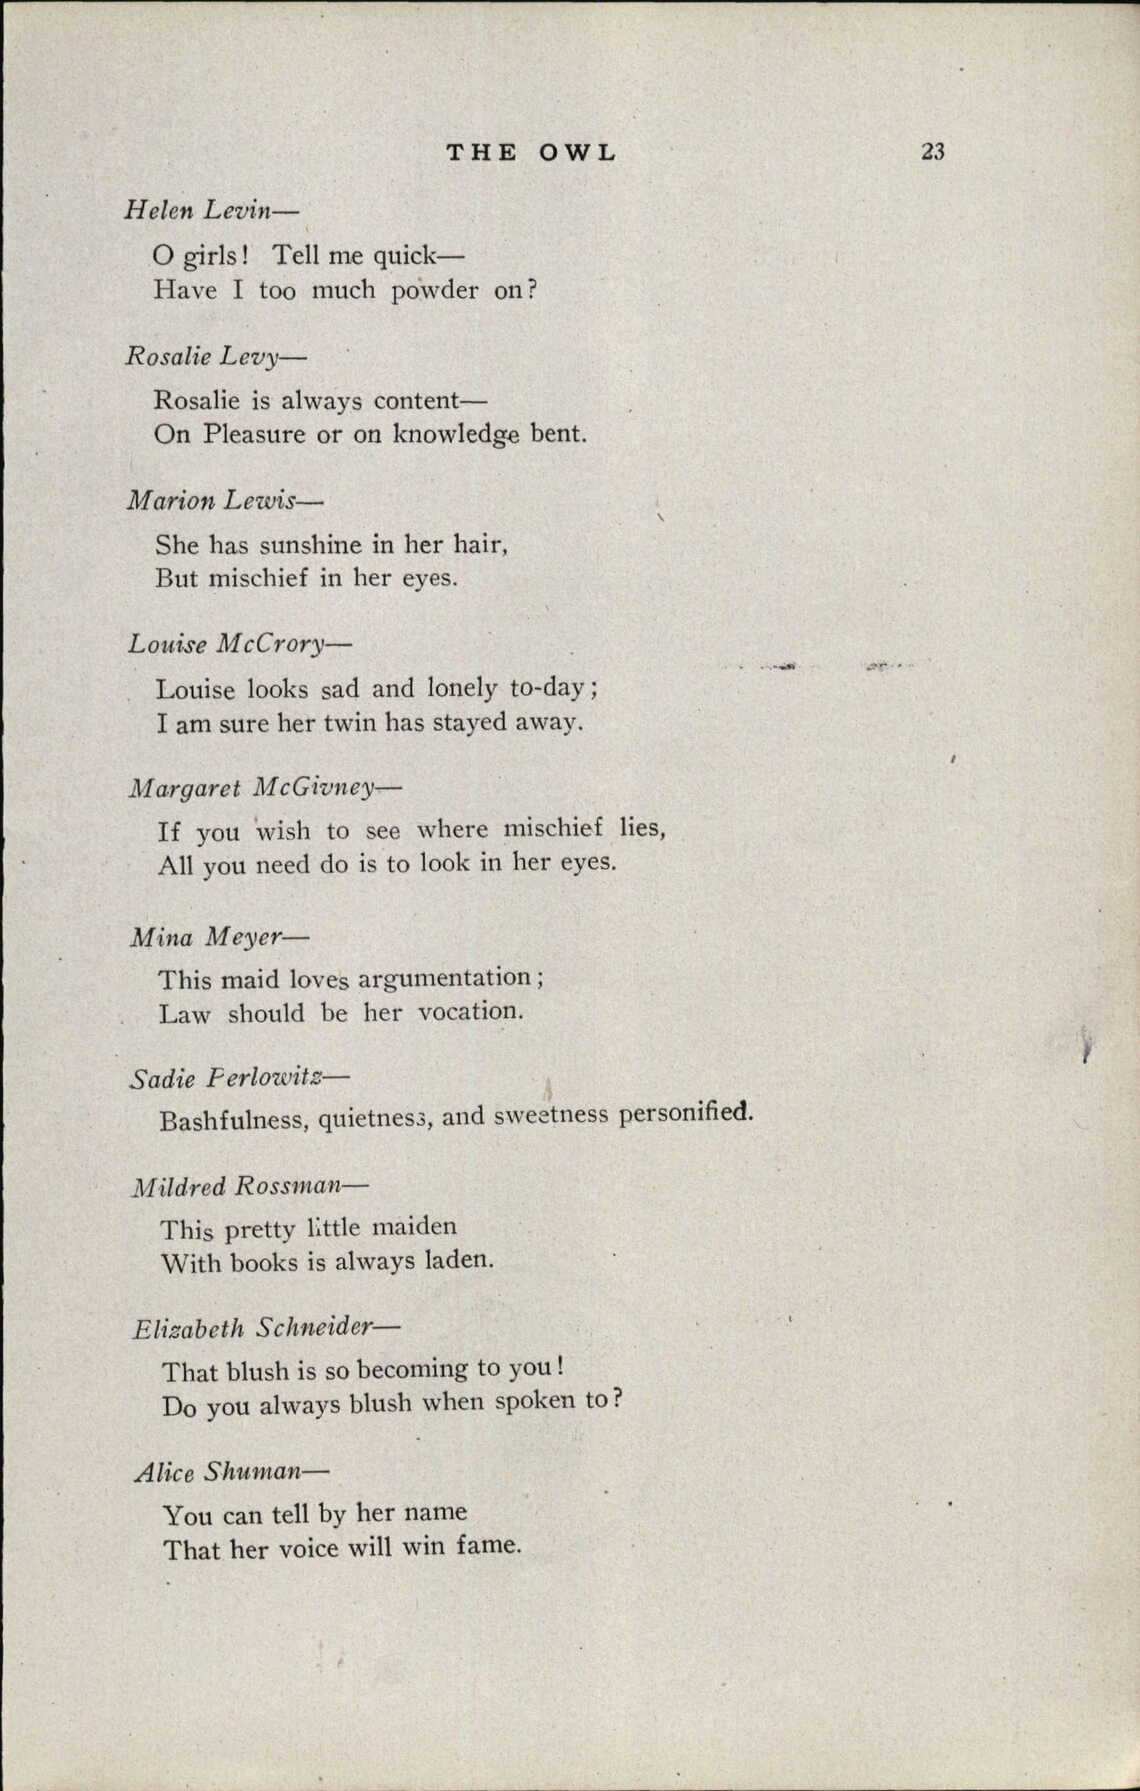 THE OWL 23
Helen Levin—
O girls! Tell me quick—
Have I too much powder on?
Rosalie Levy—
Rosalie is always content—
On Pleasure or on knowledge bent.
Marion Lewis—
She has sunshine in her hair,
But mischief in her eyes.
Louise McCrory—
Louise looks sad and lonely to-day;
I am sure her twin has stayed away.
Margaret McGivney—
If you wish to see where mischief lies,
All you need do is to look in her eyes.
Mina Meyer—
This maid loves argumentation;
Law should be her vocation.
Sadie Perlowitz—
Bashfulness, quietness, and sweetness personified.
Mildred Rossman—
This pretty little maiden
With books is always laden.
Elizabeth Schneider—
That blush is so becoming to you!
Do you always blush when spoken to?
Alice Shuman—
You can tell by her name
That her voice will win fame.